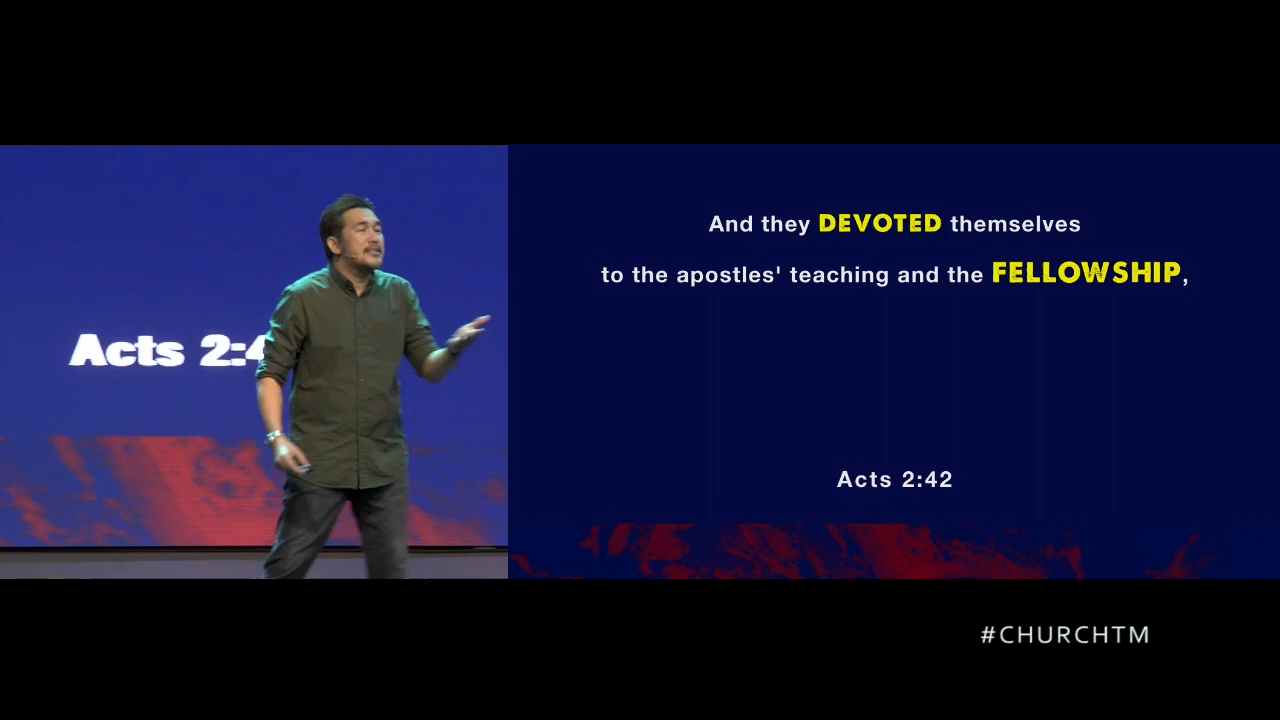 Acts 2:4
And they DEVOTED themselves
to the apostles' teaching and the FELLOWSHIP,
Acts 2:42
#CHURCHTM